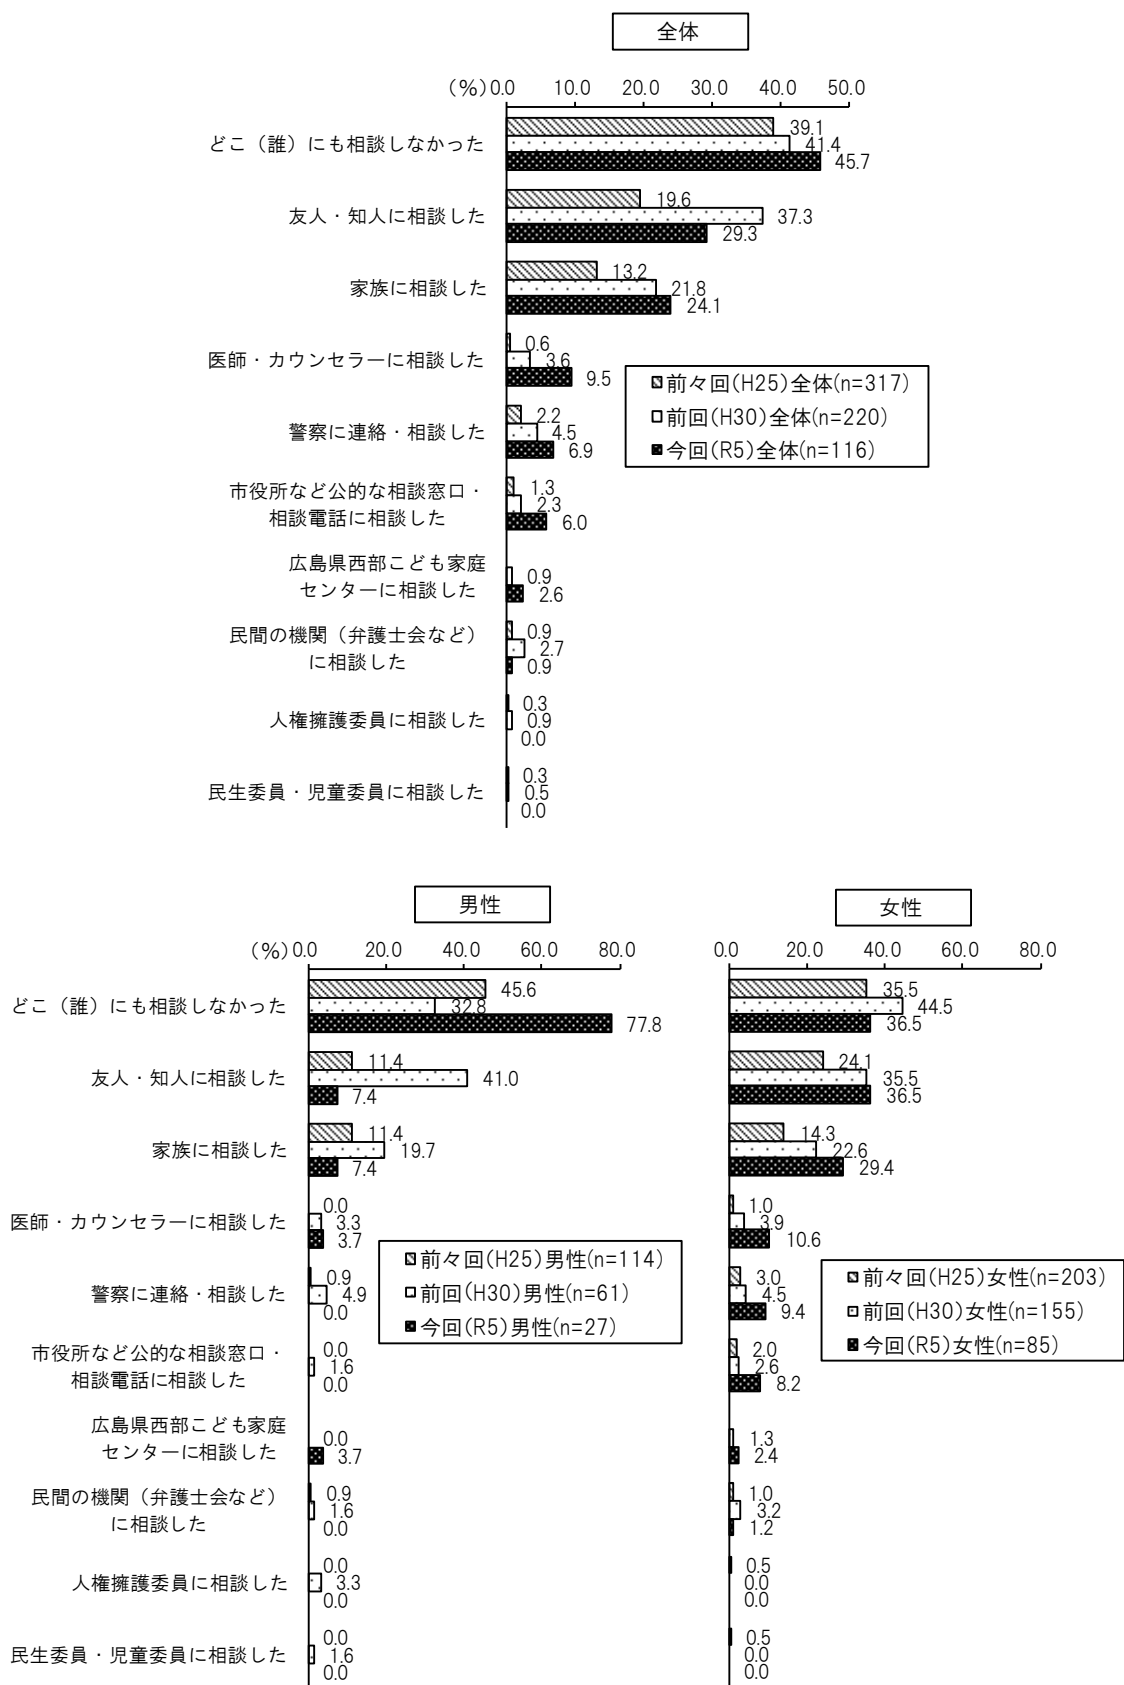 全体
(%) 0.0 10.0 20.0 30.0 40.0 50.0
どこ（誰）にも相談しなかった
39.1
41.4
45.7
友人・知人に相談した
19.6
37.3
29.3
家族に相談した
13.2
21.8
24.1
医師・カウンセラーに相談した
0.6
3.6
9.5
警察に連絡・相談した
2.2
4.5
6.9
市役所など公的な相談窓口・
相談電話に相談した
1.3
2.3
6.0
広島県西部こども家庭
センターに相談した
0.9
2.6
民間の機関（弁護士会など）
に相談した
0.9
2.7
0.9
人権擁護委員に相談した
0.3
0.9
0.0
民生委員・児童委員に相談した
0.3
0.5
0.0
前々回(H25)全体(n=317)
前回(H30)全体(n=220)
今回(R5)全体(n=116)
男性
(%) 0.0 20.0 40.0 60.0 80.0
どこ（誰）にも相談しなかった
45.6
32.8
77.8
友人・知人に相談した
11.4
41.0
7.4
家族に相談した
11.4
19.7
7.4
医師・カウンセラーに相談した
0.0
3.3
3.7
警察に連絡・相談した
0.9
4.9
0.0
市役所など公的な相談窓口・
相談電話に相談した
0.0
1.6
0.0
広島県西部こども家庭
センターに相談した
0.0
3.7
民間の機関（弁護士会など）
に相談した
0.9
1.6
0.0
人権擁護委員に相談した
0.0
3.3
0.0
民生委員・児童委員に相談した
0.0
1.6
0.0
前々回(H25)男性(n=114)
前回(H30)男性(n=61)
今回(R5)男性(n=27)
女性
0.0 20.0 40.0 60.0 80.0
35.5
44.5
36.5
24.1
35.5
36.5
14.3
22.6
29.4
1.0
3.9
10.6
3.0
4.5
9.4
2.0
2.6
8.2
1.3
2.4
1.0
3.2
1.2
0.5
0.0
0.0
0.5
0.0
0.0
前々回(H25)女性(n=203)
前回(H30)女性(n=155)
今回(R5)女性(n=85)